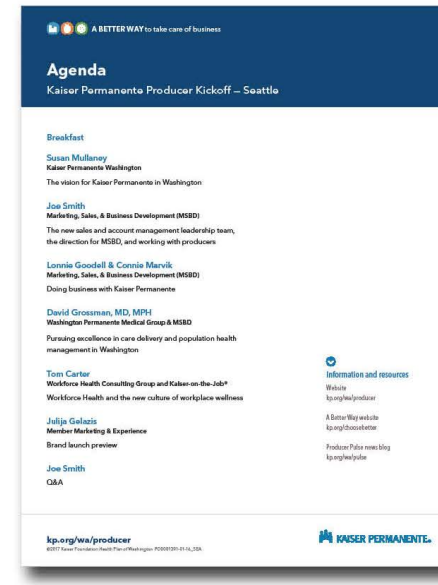 A BETTER WAY to take care of business
Agenda
Kaiser Permanente Producer Kickoff – Seattle
Breakfast
Susan Mullaney
Kaiser Permanente Washington
The vision for Kaiser Permanente in Washington
Joe Smith
Marketing, Sales, & Business Development (MSBD)
The new sales and account management leadership team,
the direction for MSBD, and working with producers
Lonnie Goodell & Connie Marvik
Marketing, Sales, & Business Development (MSBD)
Doing business with Kaiser Permanente
David Grossman, MD, MPH
Washington Permanente Medical Group & MSBD
Pursuing excellence in care delivery and population health
management in Washington
Tom Carter
Workforce Health Consulting Group and Kaiser-on-the-Job®
Workforce Health and the new culture of workplace wellness
Julija Gelazis
Member Marketing & Experience
Brand launch preview
Joe Smith
Q&A
Information and resources
Website
kp.org/wa/producer
A Better Way website
kp.org/choosebetter
Producer Pulse news blog
kp.org/wa/pulse
kp.org/wa/producer
©2017 Kaiser Foundation Health Plan of Washington
KAISER PERMANENTE®